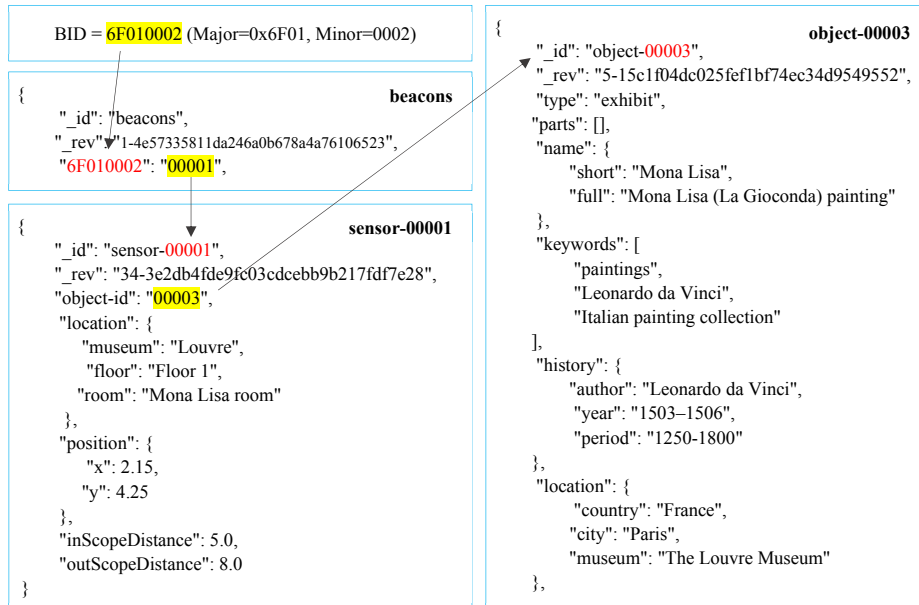 BID = 6F010002 (Major=0x6F01, Minor=0002)
{
beacons
"_id": "beacons",
"_rev": "1-4e57335811da246a0b678a4a76106523",
"6F010002": "00001",
{
sensor-00001
"_id": "sensor-00001",
"_rev": "34-3e2db4fde9fc03cdcebb9b217fdf7e28",
"object-id": "00003",
"location": {
"museum": "Louvre",
"floor": "Floor 1",
"room": "Mona Lisa room"
},
"position": {
"x": 2.15,
"y": 4.25
},
"inScopeDistance": 5.0,
"outScopeDistance": 8.0
}
{
object-00003
"_id": "object-00003",
"_rev": "5-15c1f04dc025fef1bf74ec34d9549552",
"type": "exhibit",
"parts": [],
"name": {
"short": "Mona Lisa",
"full": "Mona Lisa (La Gioconda) painting"
},
"keywords": [
"paintings",
"Leonardo da Vinci",
"Italian painting collection"
],
"history": {
"author": "Leonardo da Vinci",
"year": "1503–1506",
"period": "1250-1800"
},
"location": {
"country": "France",
"city": "Paris",
"museum": "The Louvre Museum"
},